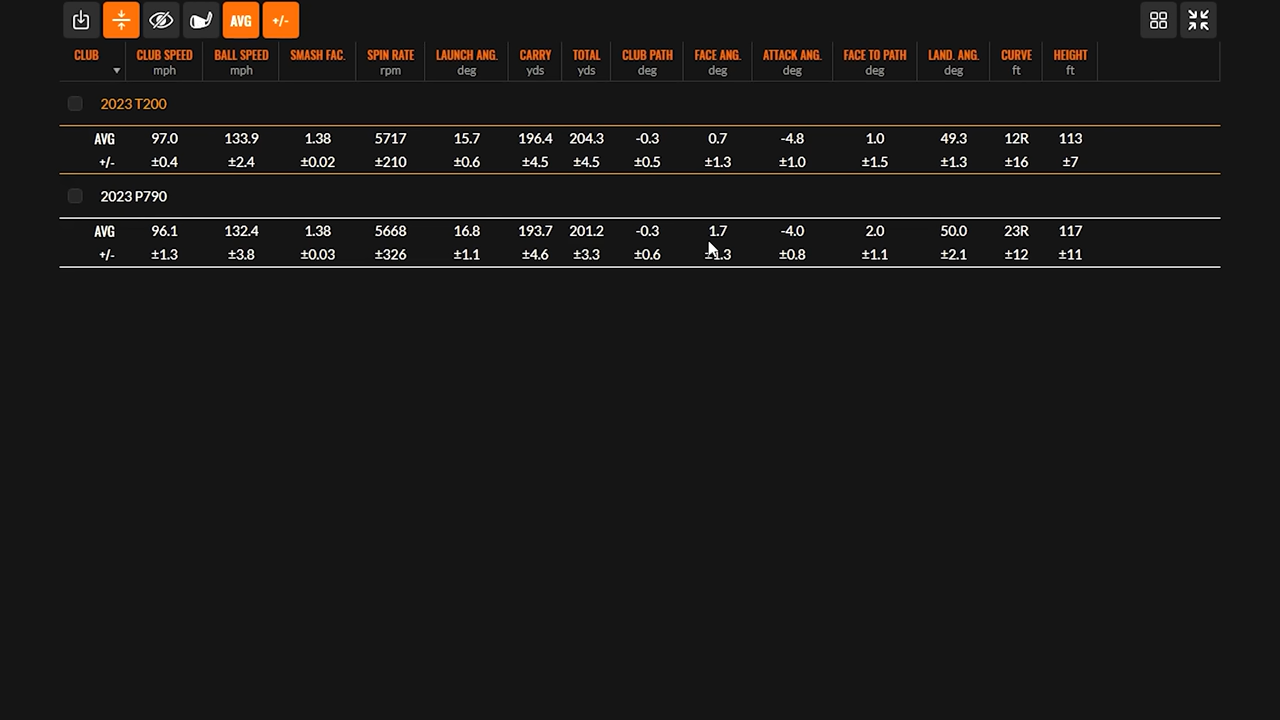 AVG +/-
CLUB CLUB SPEED BALL SPEED SMASH FAC. SPIN RATE LAUNCH ANG. CARRY TOTAL CLUB PATH FACE ANG. ATTACK ANG. FACE TO PATH LAND. ANG. CURVE HEIGHT
mph mph rpm deg yds yds deg deg deg deg deg ft ft
2023 T200
AVG 97.0 133.9 1.38 5717 15.7 196.4 204.3 -0.3 0.7 -4.8 1.0 49.3 12R 113
+/- ±0.4 ±2.4 ±0.02 ±210 ±0.6 ±4.5 ±4.5 ±0.5 ±1.3 ±1.0 ±1.5 ±1.3 ±16 ±7
2023 P790
AVG 96.1 132.4 1.38 5668 16.8 193.7 201.2 -0.3 1.7 -4.0 2.0 50.0 23R 117
+/- ±1.3 ±3.8 ±0.03 ±326 ±1.1 ±4.6 ±3.3 ±0.6 ±1.3 ±0.8 ±1.1 ±2.1 ±12 ±11